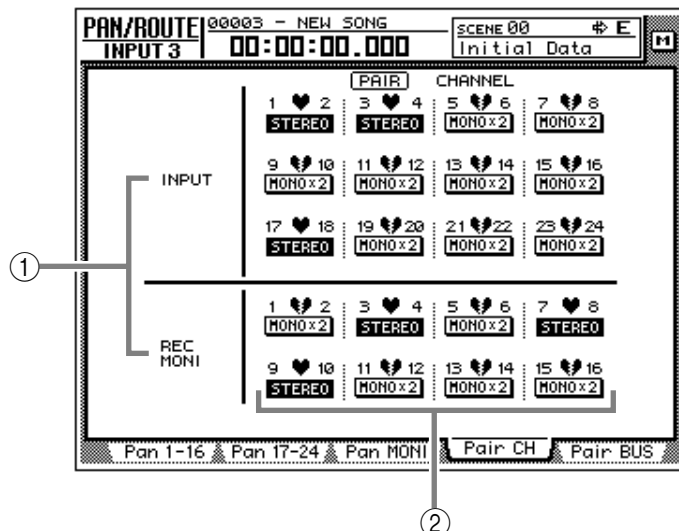 PAN/ROUTE 00003 - NEW SONG SCENE 00 E M
INPUT 3 00:00:00.000 Initial Data
PAIR CHANNEL
1 2 3 4 5 6 7 8
STEREO STEREO MONO×2 MONO×2
9 10 11 12 13 14 15 16
INPUT MONO×2 MONO×2 MONO×2 MONO×2
17 18 19 20 21 22 23 24
STEREO MONO×2 MONO×2 MONO×2
1
1 2 3 4 5 6 7 8
MONO×2 STEREO MONO×2 STEREO
REC
MONI
9 10 11 12 13 14 15 16
STEREO MONO×2 MONO×2 MONO×2
Pan 1-16 Pan 17-24 Pan MONI Pair CH Pair BUS
2